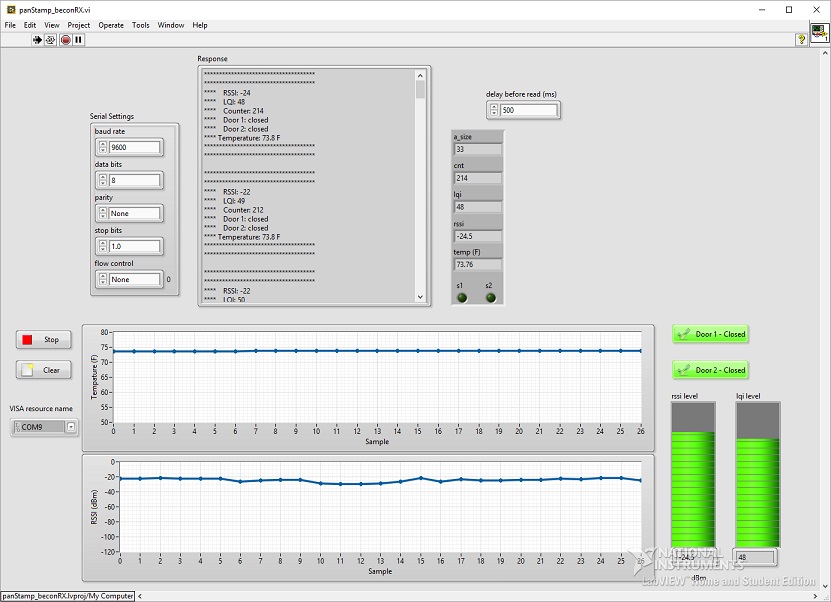 panStamp_beconRX.vi
File Edit View Project Operate Tools Window Help
Response
************************************
************************************
**** RSSI: -24
**** LQI: 48
**** Counter: 214
**** Door 1: closed
**** Door 2: closed
**** Temperature: 73.8 F
************************************
************************************
************************************
************************************
**** RSSI: -22
**** LQI: 49
**** Counter: 212
**** Door 1: closed
**** Door 2: closed
**** Temperature: 73.8 F
************************************
************************************
************************************
************************************
**** RSSI: -22
**** LQI: 50
delay before read (ms)
500
Serial Settings
baud rate
9600
data bits
8
parity
None
stop bits
1.0
flow control
None 0
a_size
33
cnt
214
lqi
48
rssi
-24.5
temp (F)
73.76
s1 s2
Stop
Clear
VISA resource name
COM9
Tempeture (F)
80
75
70
65
60
55
50
0 1 2 3 4 5 6 7 8 9 10 11 12 13 14 15 16 17 18 19 20 21 22 23 24 25 26
Sample
RSSI (dBm)
0
-20
-40
-60
-80
-100
-120
0 1 2 3 4 5 6 7 8 9 10 11 12 13 14 15 16 17 18 19 20 21 22 23 24 25 26
Sample
Door 1 - Closed
Door 2 - Closed
rssi level lqi level
-24.5 48
dBm
NATIONAL
INSTRUMENTS
LabVIEW Home and Student Edition
panStamp_beconRX.lvproj/My Computer